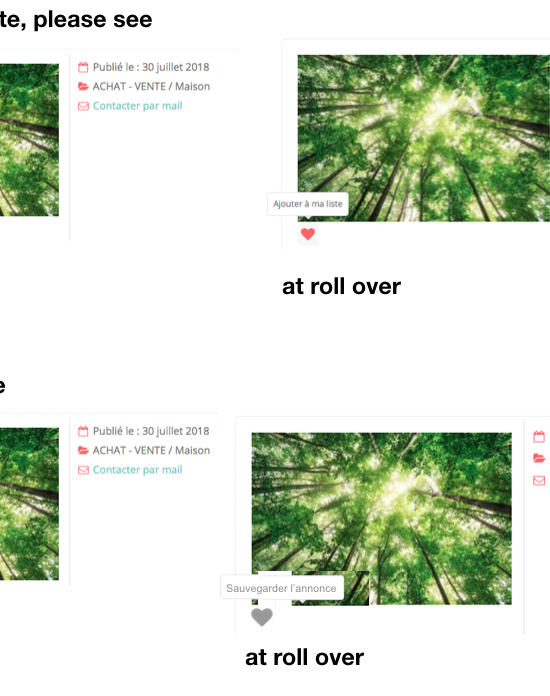 te, please see
Publié le : 30 juillet 2018
ACHAT - VENTE / Maison
Contacter par mail
Ajouter à ma liste
at roll over
e
Publié le : 30 juillet 2018
ACHAT - VENTE / Maison
Contacter par mail
Sauvegarder l'annonce
at roll over